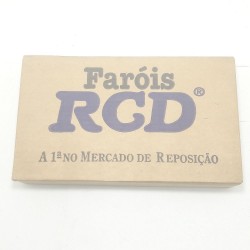 Faróis
RCD®
A 1ª NO MERCADO DE REPOSIÇÃO